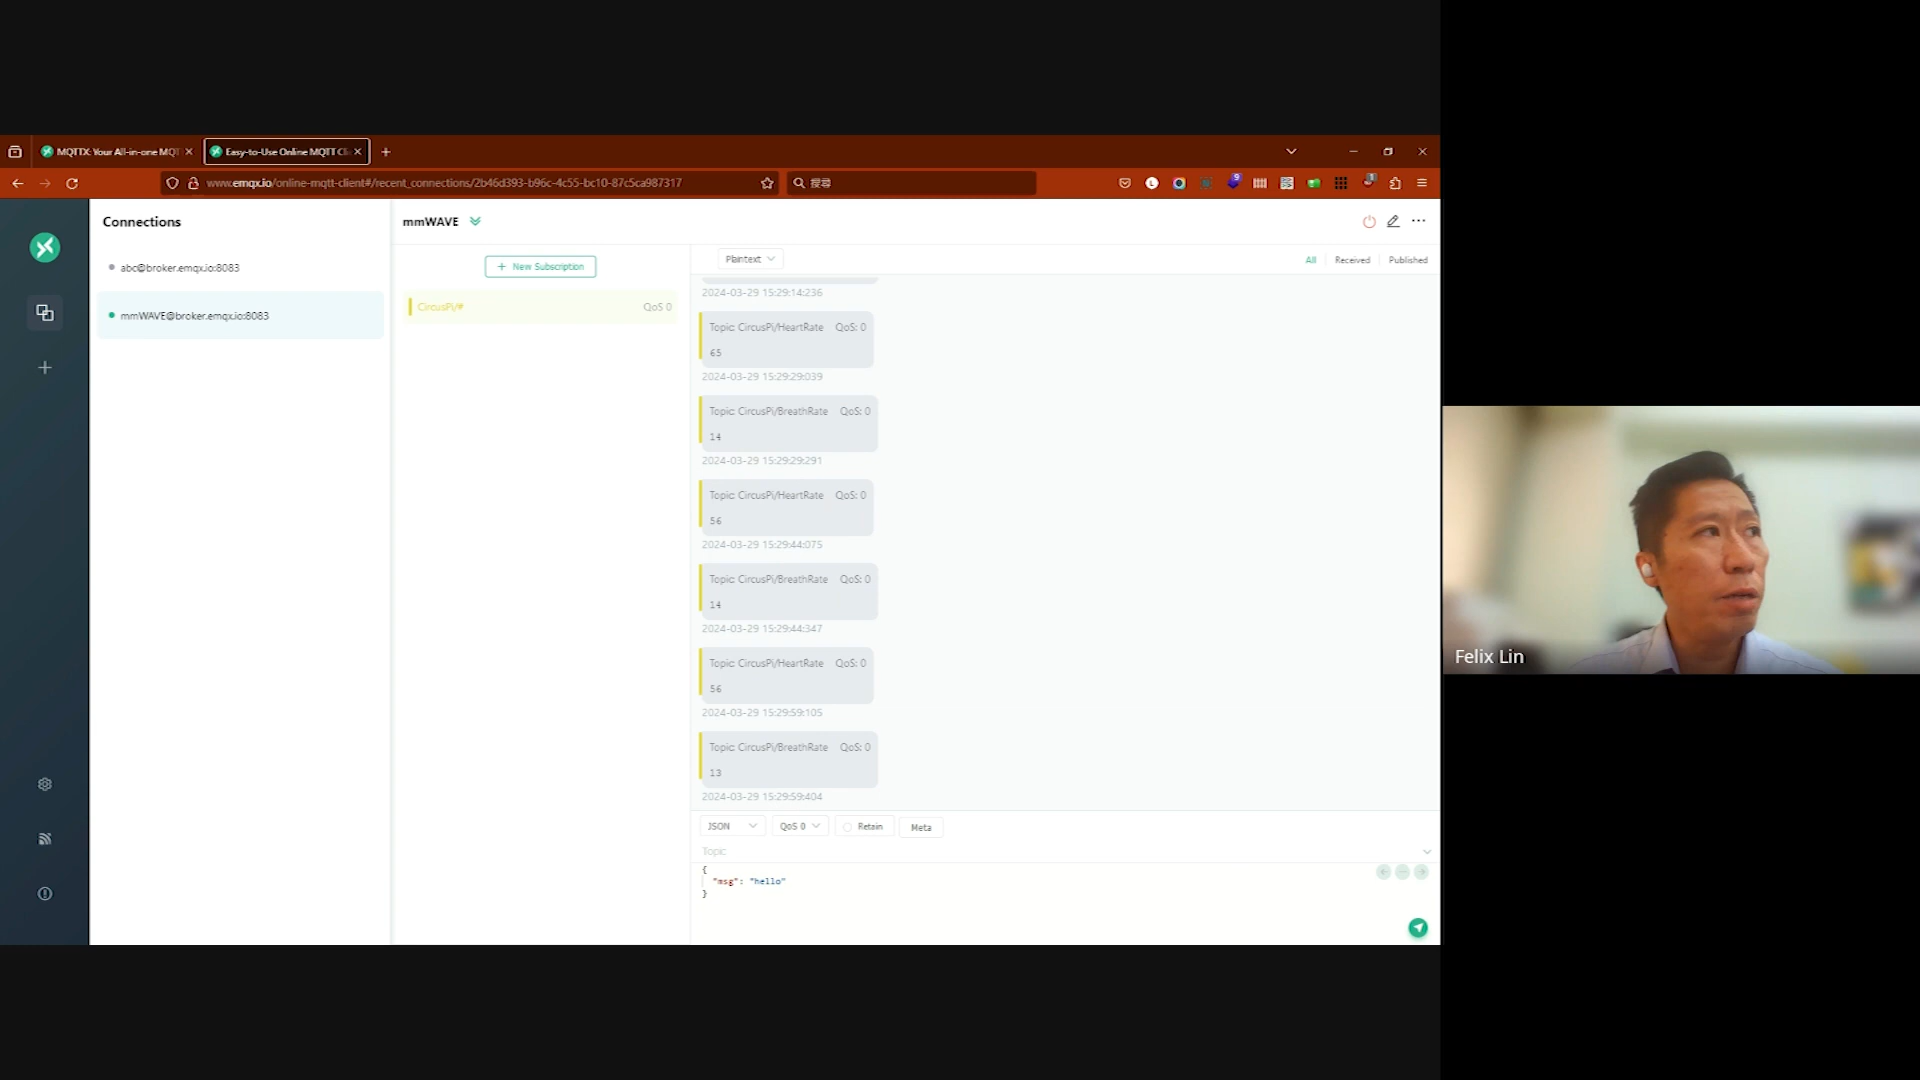 MQTTX: Your All-in-one MQT
Easy-to-Use Online MQTT Cl
www.emqx.io/online-mqtt-client#/recent_connections/2b46d393-b96c-4c55-bc10-87c5ca987317
搜尋
9
1
Connections
abc@broker.emqx.io:8083
mmWAVE@broker.emqx.io:8083
mmWAVE
New Subscription
CircusPi/#
QoS 0
Plaintext
All
Received
Published
2024-03-29 15:29:14:236
Topic: CircusPi/HeartRate QoS: 0
65
2024-03-29 15:29:29:039
Topic: CircusPi/BreathRate QoS: 0
14
2024-03-29 15:29:29:291
Topic: CircusPi/HeartRate QoS: 0
56
2024-03-29 15:29:44:075
Topic: CircusPi/BreathRate QoS: 0
14
2024-03-29 15:29:44:347
Topic: CircusPi/HeartRate QoS: 0
56
2024-03-29 15:29:59:105
Topic: CircusPi/BreathRate QoS: 0
13
2024-03-29 15:29:59:404
JSON
QoS 0
Retain
Meta
Topic
{
"msg": "hello"
}
Felix Lin